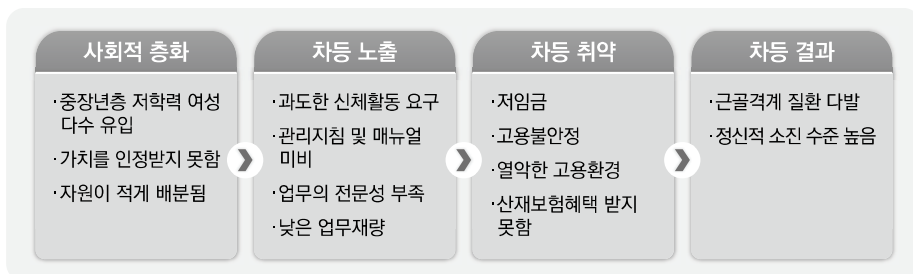 사회적 층화
·중장년층 저학력 여성
다수 유입
·가치를 인정받지 못함
·자원이 적게 배분됨
차등 노출
·과도한 신체활동 요구
·관리지침 및 매뉴얼
미비
·업무의 전문성 부족
·낮은 업무재량
차등 취약
·저임금
·고용불안정
·열악한 고용환경
·산재보험혜택 받지
못함
차등 결과
·근골격계 질환 다발
·정신적 소진 수준 높음